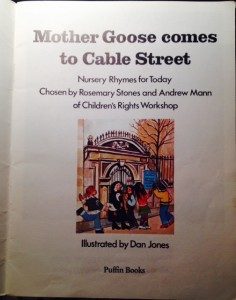 Mother Goose comes
to Cable Street
Nursery Rhymes for Today
Chosen by Rosemary Stones and Andrew Mann
of Children's Rights Workshop
Illustrated by Dan Jones
Puffin Books